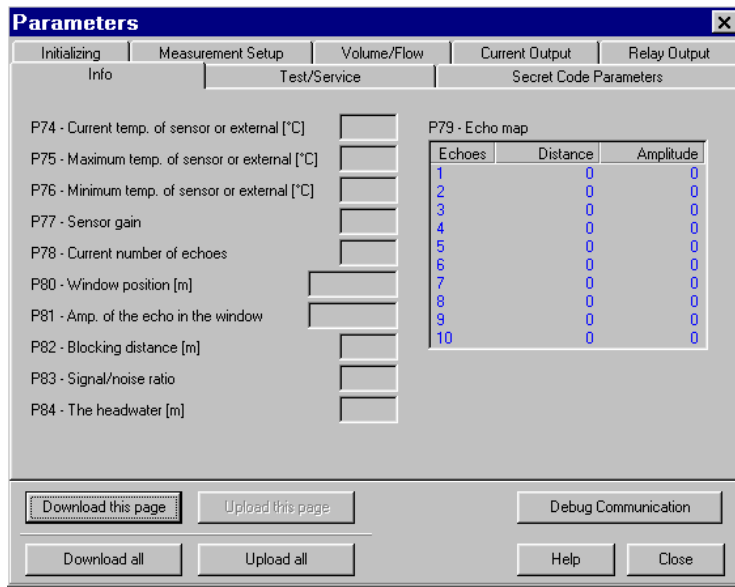 Parameters
Initializing Measurement Setup Volume/Flow Current Output Relay Output
Info Test/Service Secret Code Parameters
P74 - Current temp. of sensor or external [°C]
P75 - Maximum temp. of sensor or external [°C]
P76 - Minimum temp. of sensor or external [°C]
P77 - Sensor gain
P78 - Current number of echoes
P80 - Window position [m]
P81 - Amp. of the echo in the window
P82 - Blocking distance [m]
P83 - Signal/noise ratio
P84 - The headwater [m]
P79 - Echo map
Echoes Distance Amplitude
1 0 0
2 0 0
3 0 0
4 0 0
5 0 0
6 0 0
7 0 0
8 0 0
9 0 0
10 0 0
Download this page Upload this page Debug Communication
Download all Upload all Help Close